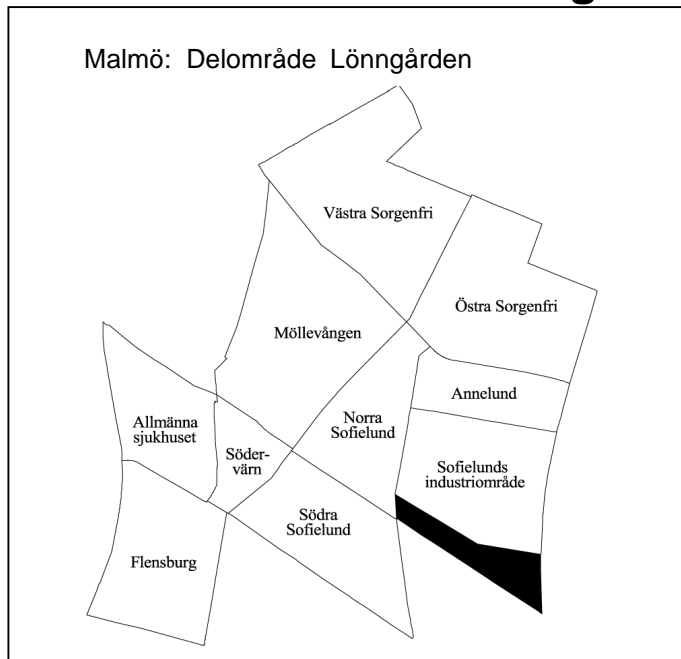 Malmö: Delområde Lönngården
Västra Sorgenfri
Östra Sorgenfri
Möllevången
Annelund
Allmänna
sjukhuset
Norra
Sofielund
Söder-
värn
Sofielunds
industriområde
Södra
Sofielund
Flensburg